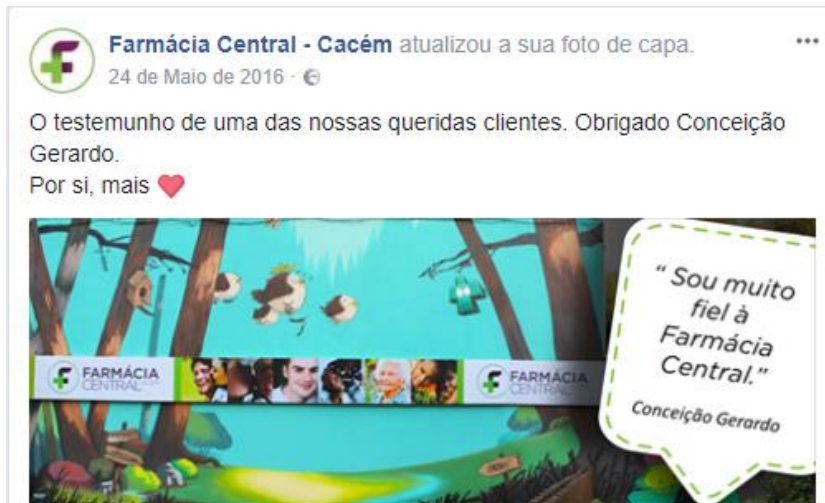 Farmácia Central - Cacém atualizou a sua foto de capa.
24 de Maio de 2016 ·
O testemunho de uma das nossas queridas clientes. Obrigado Conceição
Gerardo.
Por si, mais ❤
FARMÁCIA
CENTRAL
FARMÁCIA
CENTRAL
“ Sou muito
fiel à
Farmácia
Central.”
Conceição Gerardo